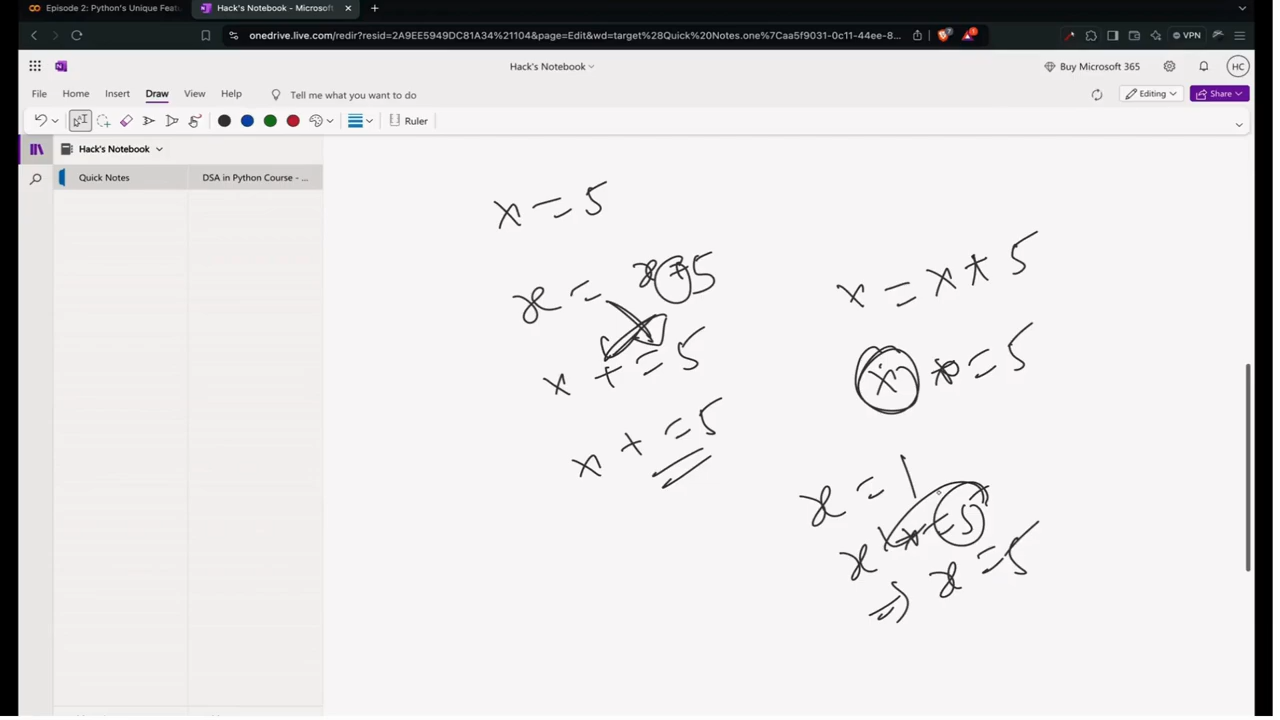 Episode 2: Python's Unique Feat
Hack's Notebook - Microsoft
onedrive.live.com/redir?resid=2A9EE5949DC81A34%21104&page=Edit&wd=target%28Quick%20Notes.one%7Caa5f9031-0c11-44ee-8...
VPN
Hack's Notebook
Buy Microsoft 365
HC
File Home Insert Draw View Help Tell me what you want to do
Editing
Share
Ruler
Hack's Notebook
Quick Notes
DSA in Python Course - ...
x = 5
x = x + 5
x + = 5
x + = 5
x = x * 5
x * = 5
x = 1
x * = 5
⇒ x = 5